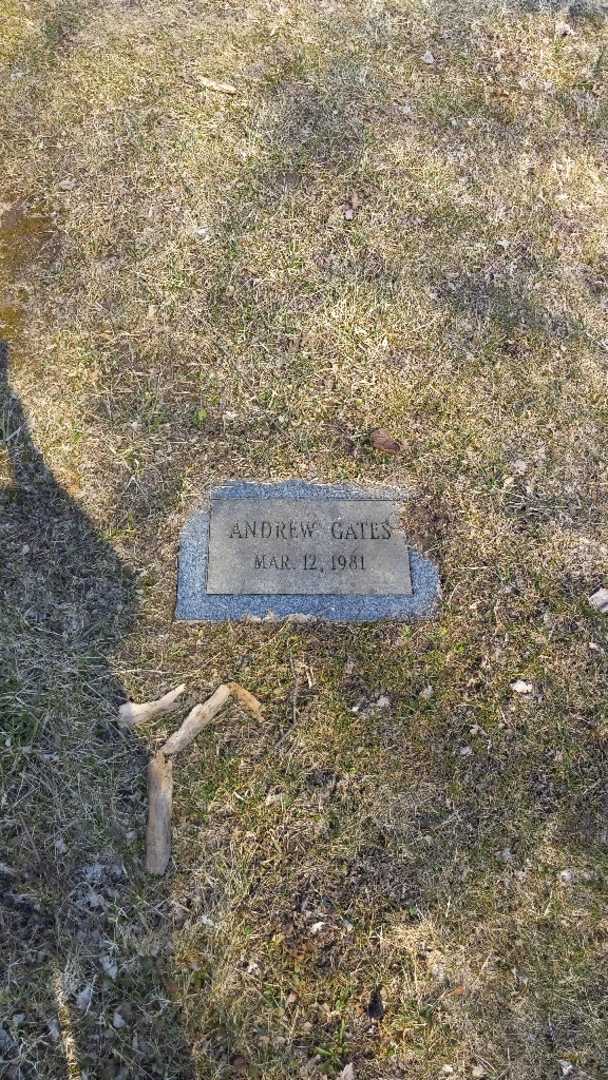 ANDREW GATES
MAR. 12, 1981